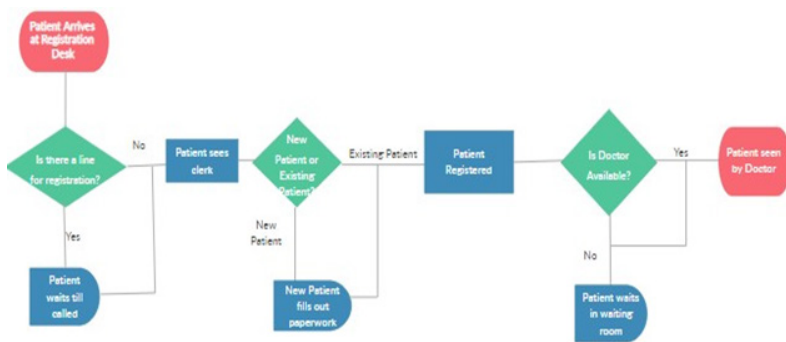 Patient Arrives
at Registration
Desk
Is there a line
for registration?
No
Yes
Patient
waits till
called
Patient sees
clerk
New
Patient or
Existing
Patient?
Existing Patient
New
Patient
New Patient
fills out
paperwork
Patient
Registered
Is Doctor
Available?
Yes
No
Patient waits
in waiting
room
Patient seen
by Doctor